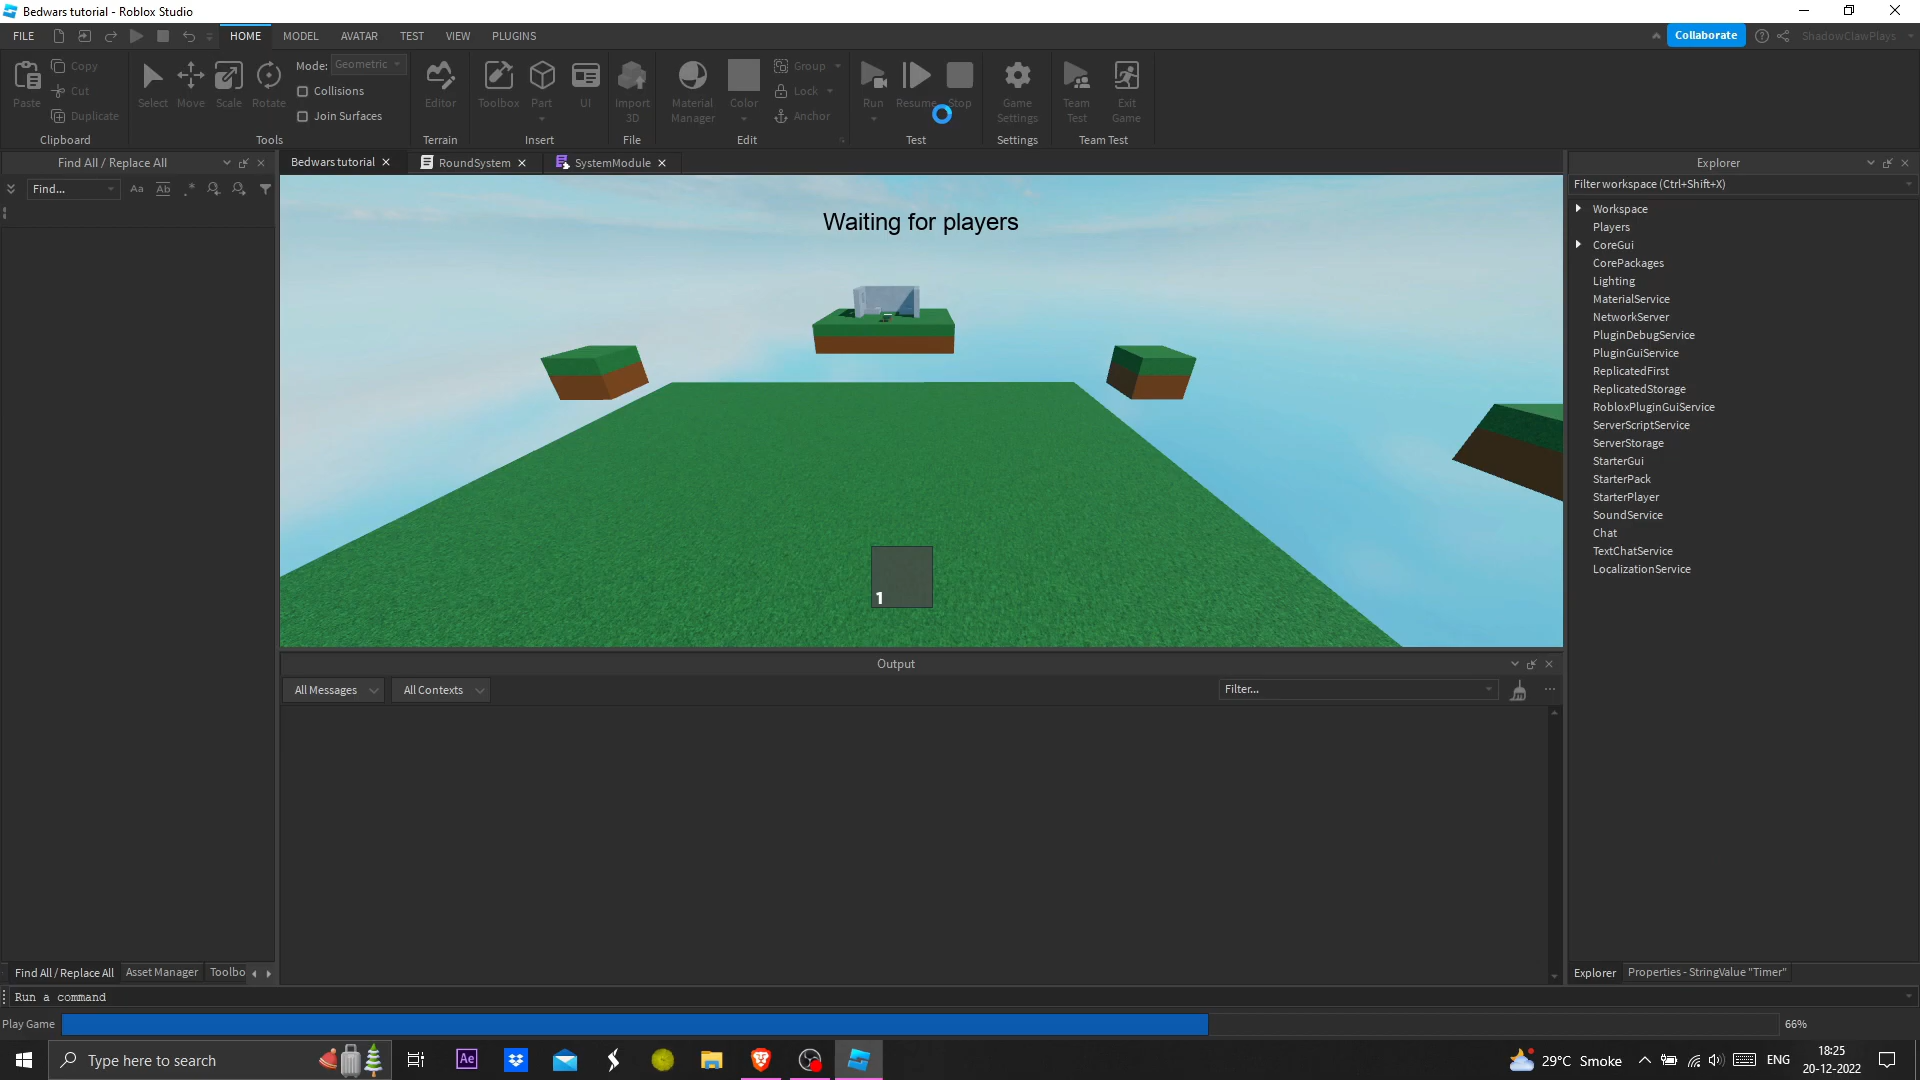 Bedwars tutorial - Roblox Studio
FILE
HOME
MODEL
AVATAR
TEST
VIEW
PLUGINS
Collaborate
ShadowClawPlays
Paste
Copy
Cut
Duplicate
Clipboard
Select
Move
Scale
Rotate
Mode:
Geometric
Collisions
Join Surfaces
Tools
Editor
Terrain
Toolbox
Part
UI
Insert
Import
3D
File
Material
Manager
Color
Group
Lock
Anchor
Edit
Run
Resume
Stop
Test
Game
Settings
Settings
Team
Test
Exit
Game
Team Test
Find All / Replace All
Find...
Aa
Ab
Bedwars tutorial
RoundSystem
SystemModule
Waiting for players
1
Explorer
Filter workspace (Ctrl+Shift+X)
Workspace
Players
CoreGui
CorePackages
Lighting
MaterialService
NetworkServer
PluginDebugService
PluginGuiService
ReplicatedFirst
ReplicatedStorage
RobloxPluginGuiService
ServerScriptService
ServerStorage
StarterGui
StarterPack
StarterPlayer
SoundService
Chat
TextChatService
LocalizationService
Output
All Messages
All Contexts
Filter...
Find All / Replace All
Asset Manager
Toolbo
Explorer
Properties - StringValue "Timer"
Run a command
Play Game
66%
Type here to search
Ae
29°C Smoke
ENG
18:25
20-12-2022